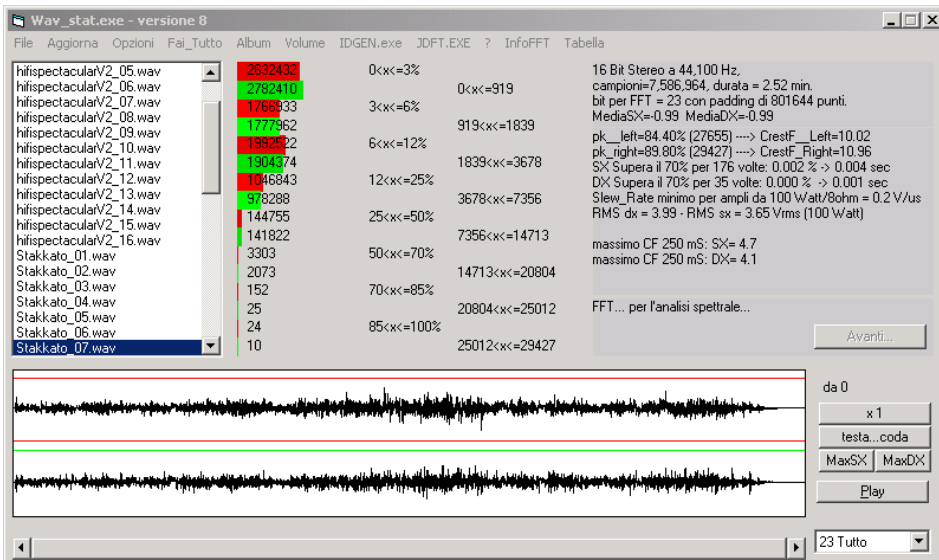 Wav_stat.exe - versione 8
File Aggiorna Opzioni Fai_Tutto Album Volume IDGEN.exe JDFT.EXE ? InfoFFT Tabella
hifispectacularV2_05.wav
hifispectacularV2_06.wav
hifispectacularV2_07.wav
hifispectacularV2_08.wav
hifispectacularV2_09.wav
hifispectacularV2_10.wav
hifispectacularV2_11.wav
hifispectacularV2_12.wav
hifispectacularV2_13.wav
hifispectacularV2_14.wav
hifispectacularV2_15.wav
hifispectacularV2_16.wav
Stakkato_01.wav
Stakkato_02.wav
Stakkato_03.wav
Stakkato_04.wav
Stakkato_05.wav
Stakkato_06.wav
Stakkato_07.wav
2632432 0<x<=3%
2782410 0<x<=919
1766933 3<x<=6%
1777962 919<x<=1839
1992522 6<x<=12%
1904374 1839<x<=3678
1046843 12<x<=25%
978288 3678<x<=7356
144755 25<x<=50%
141822 7356<x<=14713
3303 50<x<=70%
2073 14713<x<=20804
152 70<x<=85%
25 20804<x<=25012
24 85<x<=100%
10 25012<x<=29427
16 Bit Stereo a 44,100 Hz,
campioni=7,586,964, durata = 2.52 min.
bit per FFT = 23 con padding di 801644 punti.
MediaSX=-0.99 MediaDX=-0.99
pk__left=84.40% (27655) ----> CrestF__Left=10.02
pk_right=89.80% (29427) ----> CrestF_Right=10.96
SX Supera il 70% per 176 volte: 0.002 % -> 0.004 sec
DX Supera il 70% per 35 volte: 0.000 % -> 0.001 sec
Slew_Rate minimo per ampli da 100 Watt/8ohm = 0.2 V/us
RMS dx = 3.99 - RMS sx = 3.65 Vrms (100 Watt)
massimo CF 250 mS: SX= 4.7
massimo CF 250 mS: DX= 4.1
FFT... per l'analisi spettrale...
Avanti...
da 0
x 1
testa...coda
MaxSX MaxDX
Play
23 Tutto